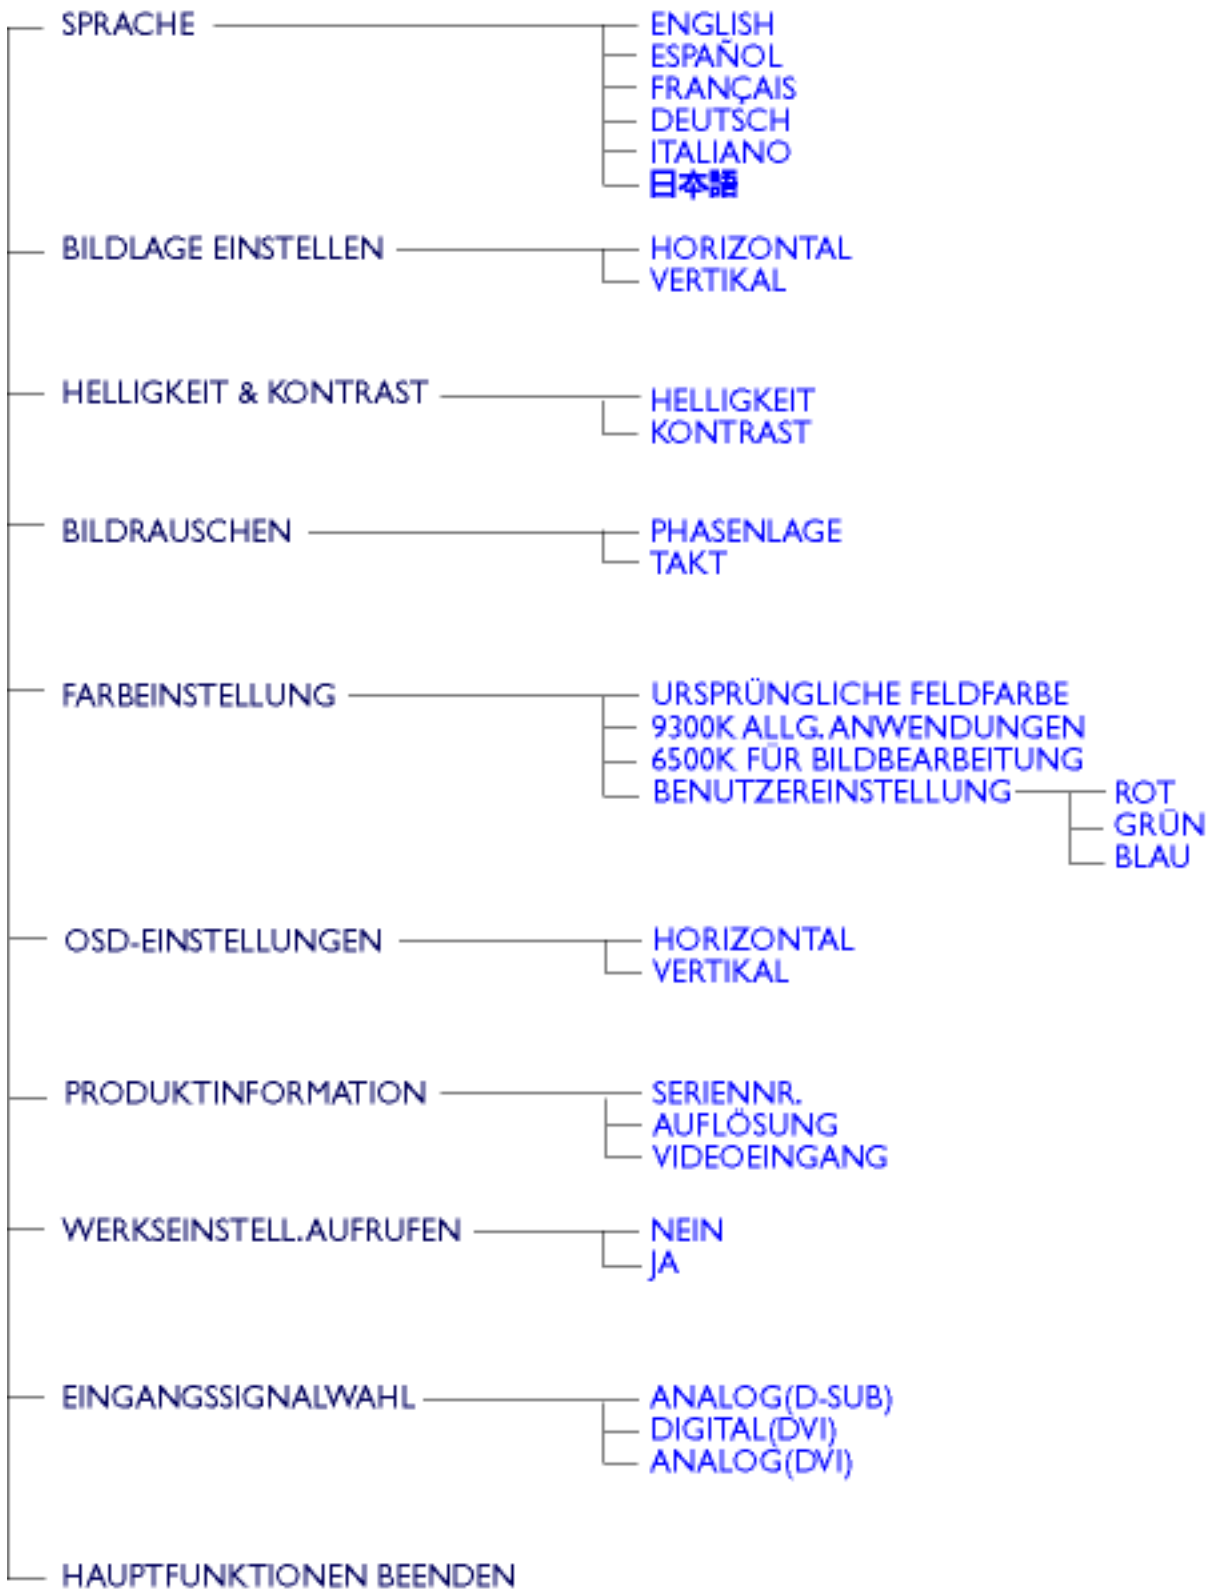 SPRACHE ENGLISH
ESPAÑOL
FRANÇAIS
DEUTSCH
ITALIANO
日本語
BILDLAGE EINSTELLEN HORIZONTAL
VERTIKAL
HELLIGKEIT & KONTRAST HELLIGKEIT
KONTRAST
BILDRAUSCHEN PHASENLAGE
TAKT
FARBEINSTELLUNG URSPRÜNGLICHE FELDFARBE
9300K ALLG. ANWENDUNGEN
6500K FÜR BILDBEARBEITUNG
BENUTZEREINSTELLUNG ROT
GRÜN
BLAU
OSD-EINSTELLUNGEN HORIZONTAL
VERTIKAL
PRODUKTINFORMATION SERIENNR.
AUFLÖSUNG
VIDEOEINGANG
WERKSEINSTELL. AUFRUFEN NEIN
JA
EINGANGSSIGNALWAHL ANALOG(D-SUB)
DIGITAL(DVI)
ANALOG(DVI)
HAUPTFUNKTIONEN BEENDEN